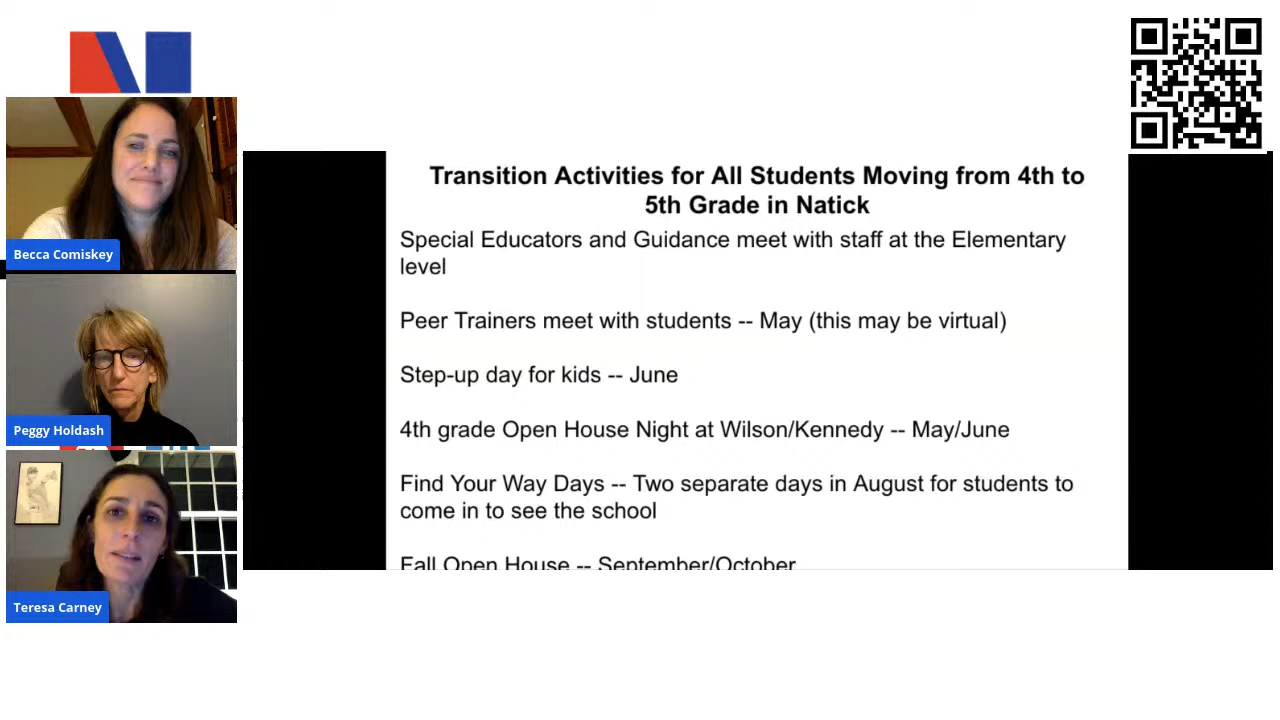 Becca Comiskey
Peggy Holdash
Teresa Carney
Transition Activities for All Students Moving from 4th to
5th Grade in Natick
Special Educators and Guidance meet with staff at the Elementary
level
Peer Trainers meet with students -- May (this may be virtual)
Step-up day for kids -- June
4th grade Open House Night at Wilson/Kennedy -- May/June
Find Your Way Days -- Two separate days in August for students to
come in to see the school
Fall Open House -- September/October